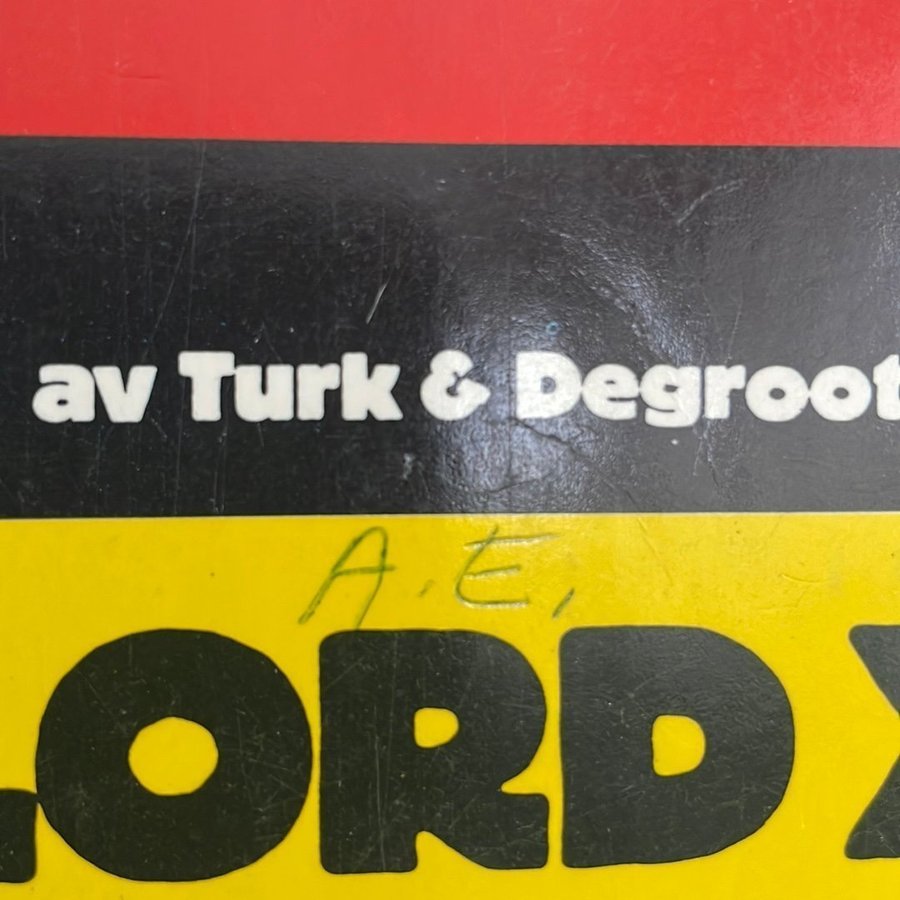 av Turk & Degroot
A.E.
LORD X